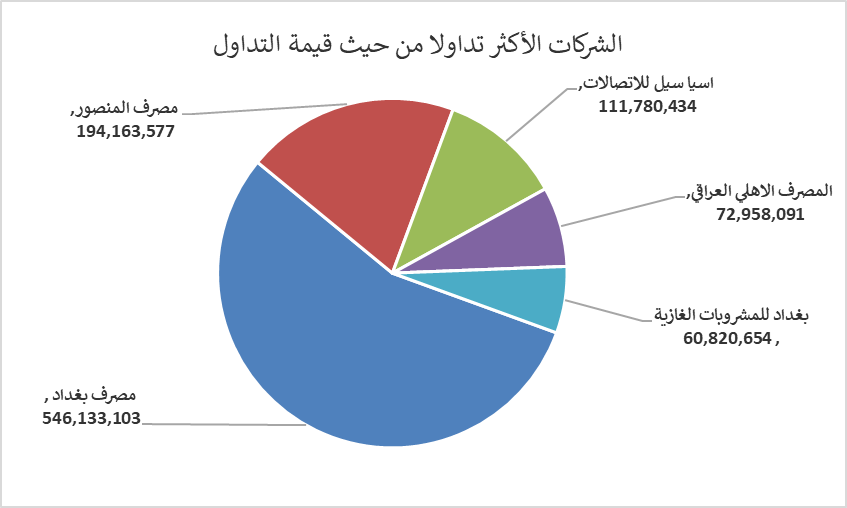 الشركات الأكثر تداولا من حيث قيمة التداول
اسيا سيل للاتصالات,
111,780,434
مصرف المنصور,
194,163,577
المصرف الاهلي العراقي,
72,958,091
بغداد للمشروبات الغازية
60,820,654 ,
مصرف بغداد ,
546,133,103